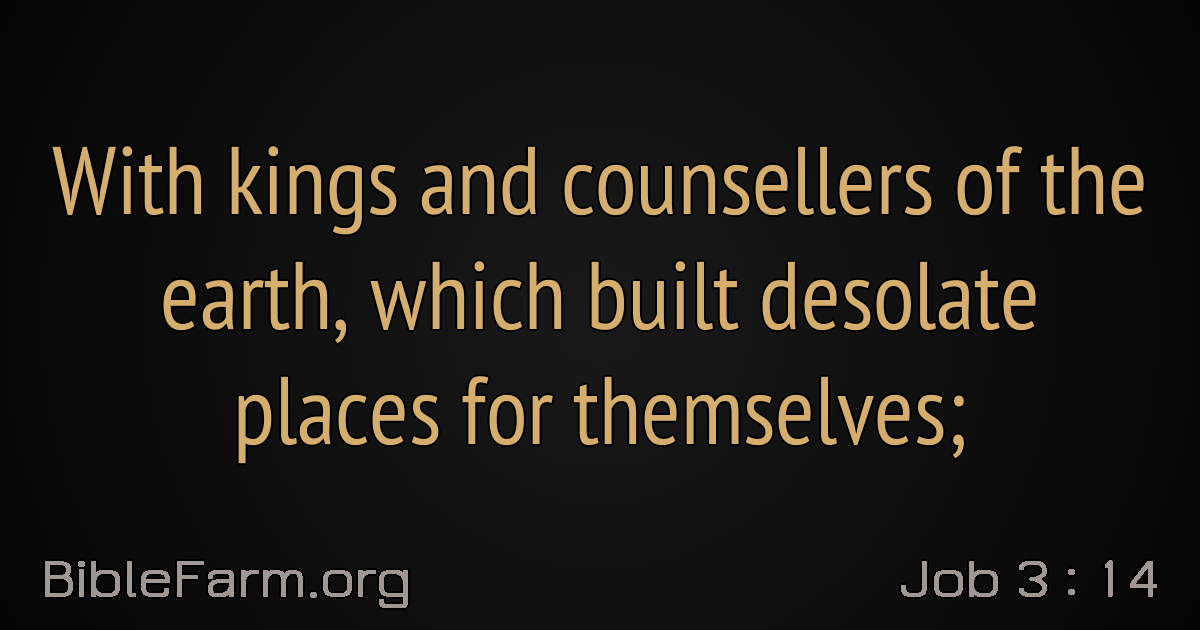 With kings and counsellers of the
earth, which built desolate
places for themselves;
BibleFarm.org
Job 3 : 14